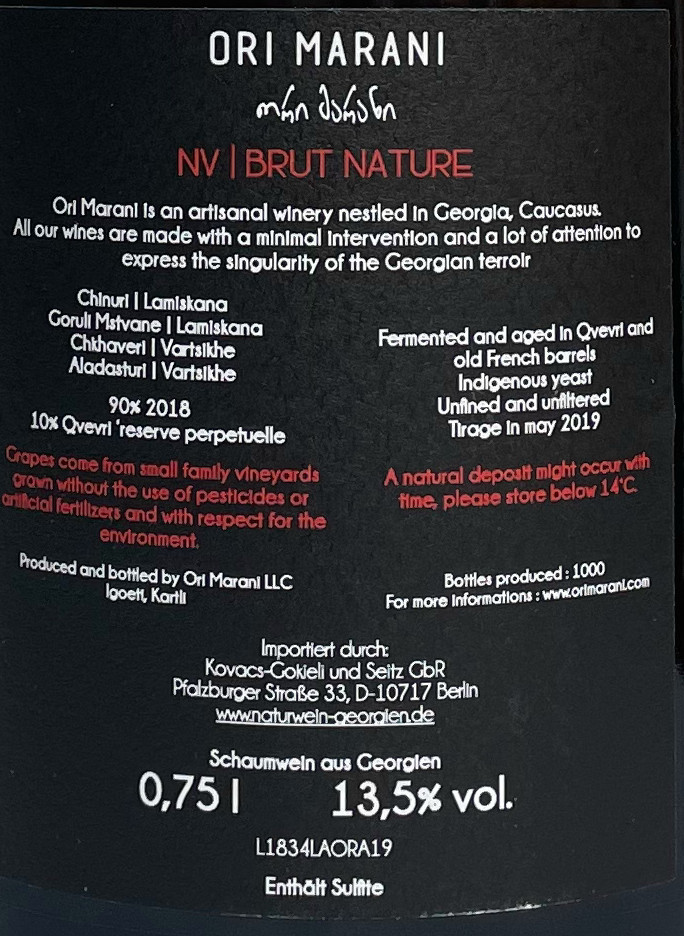 ORI MARANI
ორი მარანი
NV | BRUT NATURE
Ori Marani is an artisanal winery nestled in Georgia, Caucasus.
All our wines are made with a minimal intervention and a lot of attention to
express the singularity of the Georgian terroir
Chinuri | Lamiskana
Goruli Mstvane | Lamiskana
Chkhaveri | Vartsikhe
Aladasturi | Vartsikhe
90% 2018
10% Qvevri 'reserve perpetuelle
Grapes come from small family vineyards
grown without the use of pesticides or
artificial fertilizers and with respect for the
environment.
Produced and bottled by Ori Marani LLC
Igoeti, Kartli
Fermented and aged in Qvevri and
old French barrels
Indigenous yeast
Unfined and unfiltered
Tirage in may 2019
A natural deposit might occur with
time, please store below 14°C.
Bottles produced : 1000
For more informations : www.orimarani.com
Importiert durch:
Kovacs-Gokieli und Seitz GbR
Pfalzburger Straße 33, D-10717 Berlin
www.naturwein-georgien.de
Schaumwein aus Georgien
0,75 l 13,5% vol.
L1834LAORA19
Enthält Sulfite